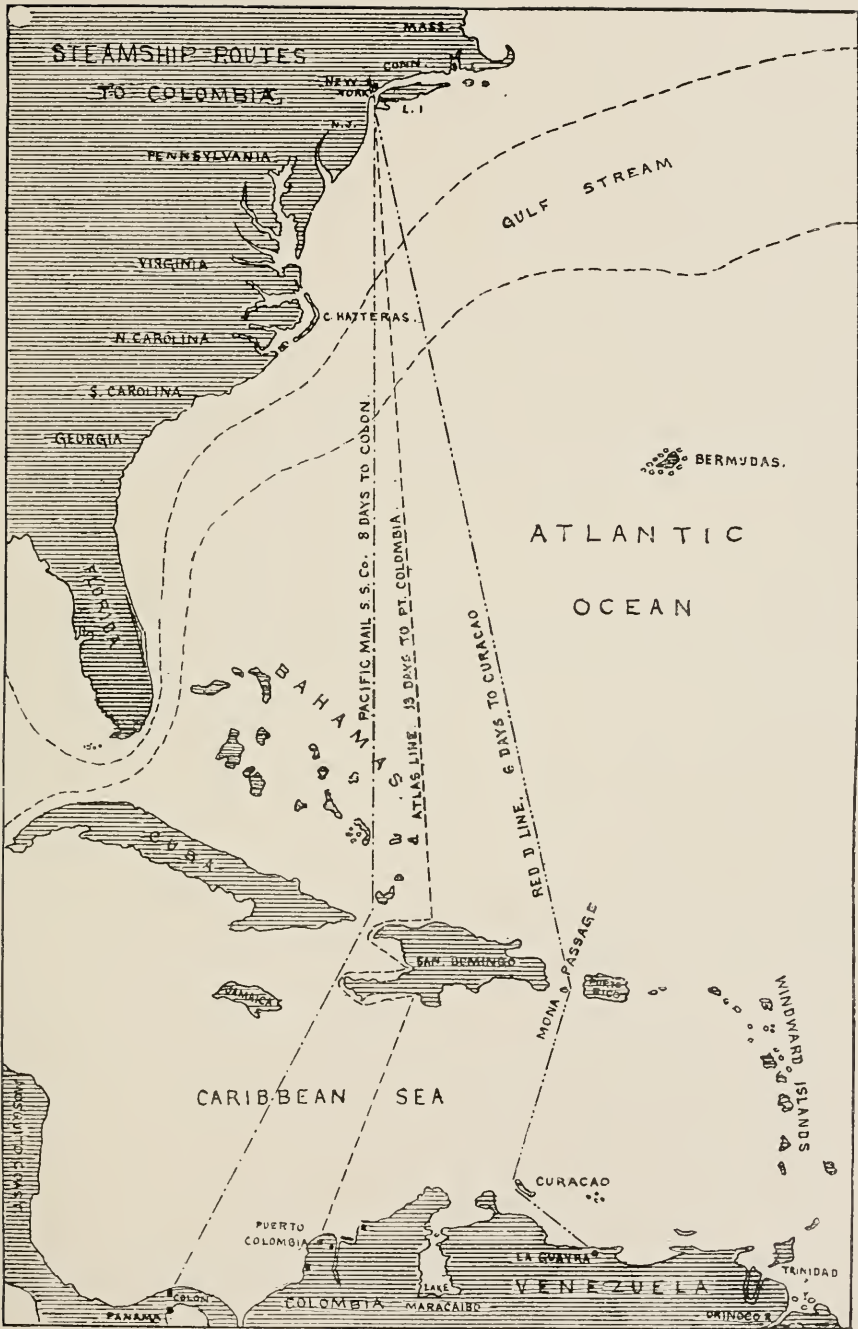 STEAMSHIP ROUTES
TO COLOMBIA.
MASS.
CONN.
NEW YORK
L.I
N.J.
PENNSYLVANIA
GULF STREAM
VIRGINIA
C. HATTERAS.
N. CAROLINA
S. CAROLINA
GEORGIA
BERMUDAS.
ATLANTIC
OCEAN
FLORIDA
PACIFIC MAIL S. S. Co. 8 DAYS TO COLON.
& ATLAS LINE. 13 DAYS TO PT. COLOMBIA.
RED D LINE. 6 DAYS TO CURACAO
BAHAMAS
IS.
CUBA
SAN. DOMINGO
JAMAICA
MONA PASSAGE
PUERTO
RICO
WINDWARD ISLANDS
CARIBBEAN SEA
MOSQUITO COAST
CURACAO
PUERTO
COLOMBIA
LA GUAYRA
TRINIDAD
COLON
PANAMA
COLOMBIA
LAKE
MARACAIBO
VENEZUELA
ORINOCO R.